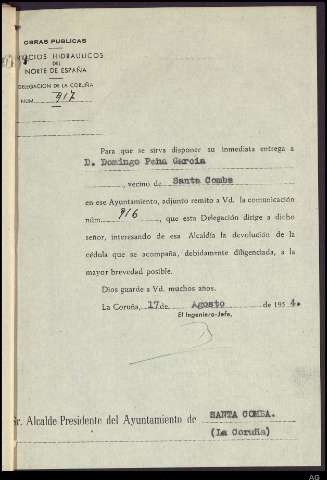 OBRAS PUBLICAS
CIOS HIDRAULICOS
DEL
NORTE DE ESPAÑA
DELEGACION DE LA CORUÑA
NUM. 917
Para que se sirva disponer su inmediata entrega a
D. Domingo Peña Garcia
, vecino de Santa Comba
en ese Ayuntamiento, adjunto remito a Vd. la comunicación
núm. 916, que esta Delegación dirige a dicho
señor, interesando de esa Alcaldía la devolución de la
cédula que se acompaña, debidamente diligenciada, a la
mayor brevedad posible.
Dios guarde a Vd. muchos años.
La Coruña, 17 de Agosto de 1954.
El Ingeniero-Jefe,
Sr. Alcalde Presidente del Ayuntamiento de SANTA COMBA.
(La Coruña)
AG